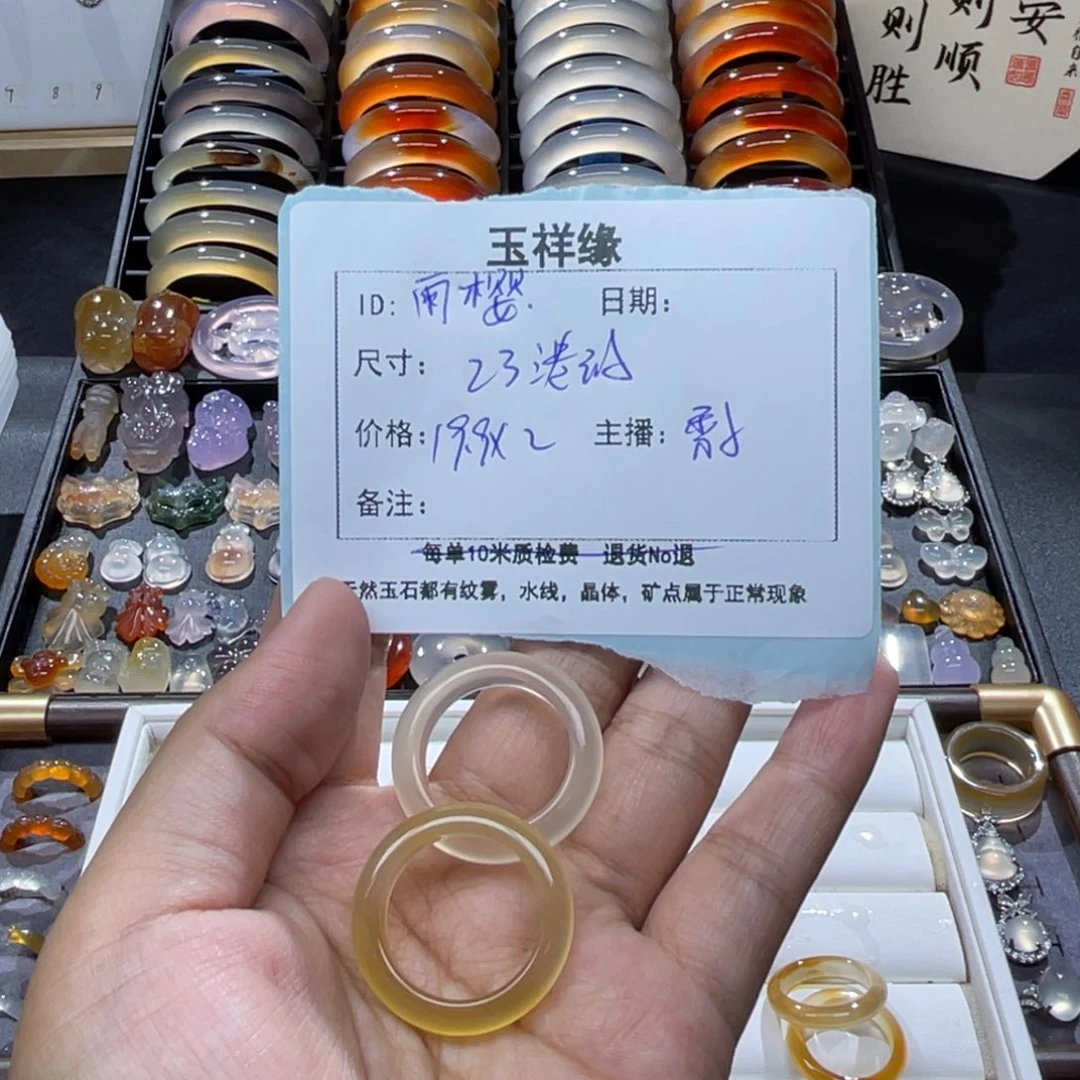 7 8 9
则 则 安
胜 顺
玉祥缘
ID: 雨樱. 日期:
尺寸: 23港码
价格: 19.9X2 主播:
备注:
每单10米质检费 退货No退
天然玉石都有纹雾，水线，晶体，矿点属于正常现象